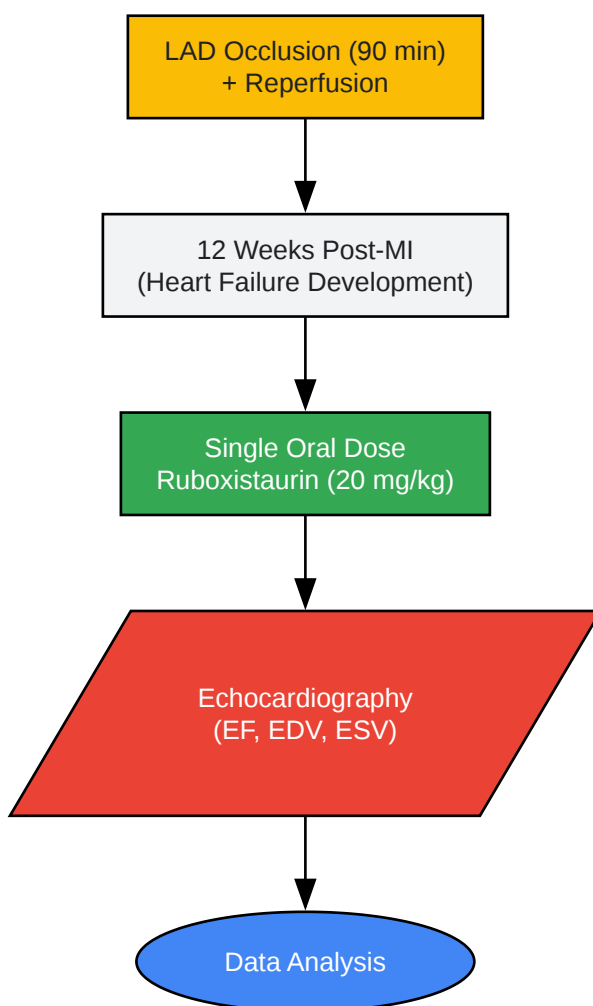 LAD Occlusion (90 min)
+ Reperfusion
12 Weeks Post-MI
(Heart Failure Development)
Single Oral Dose
Ruboxistaurin (20 mg/kg)
Echocardiography
(EF, EDV, ESV)
Data Analysis